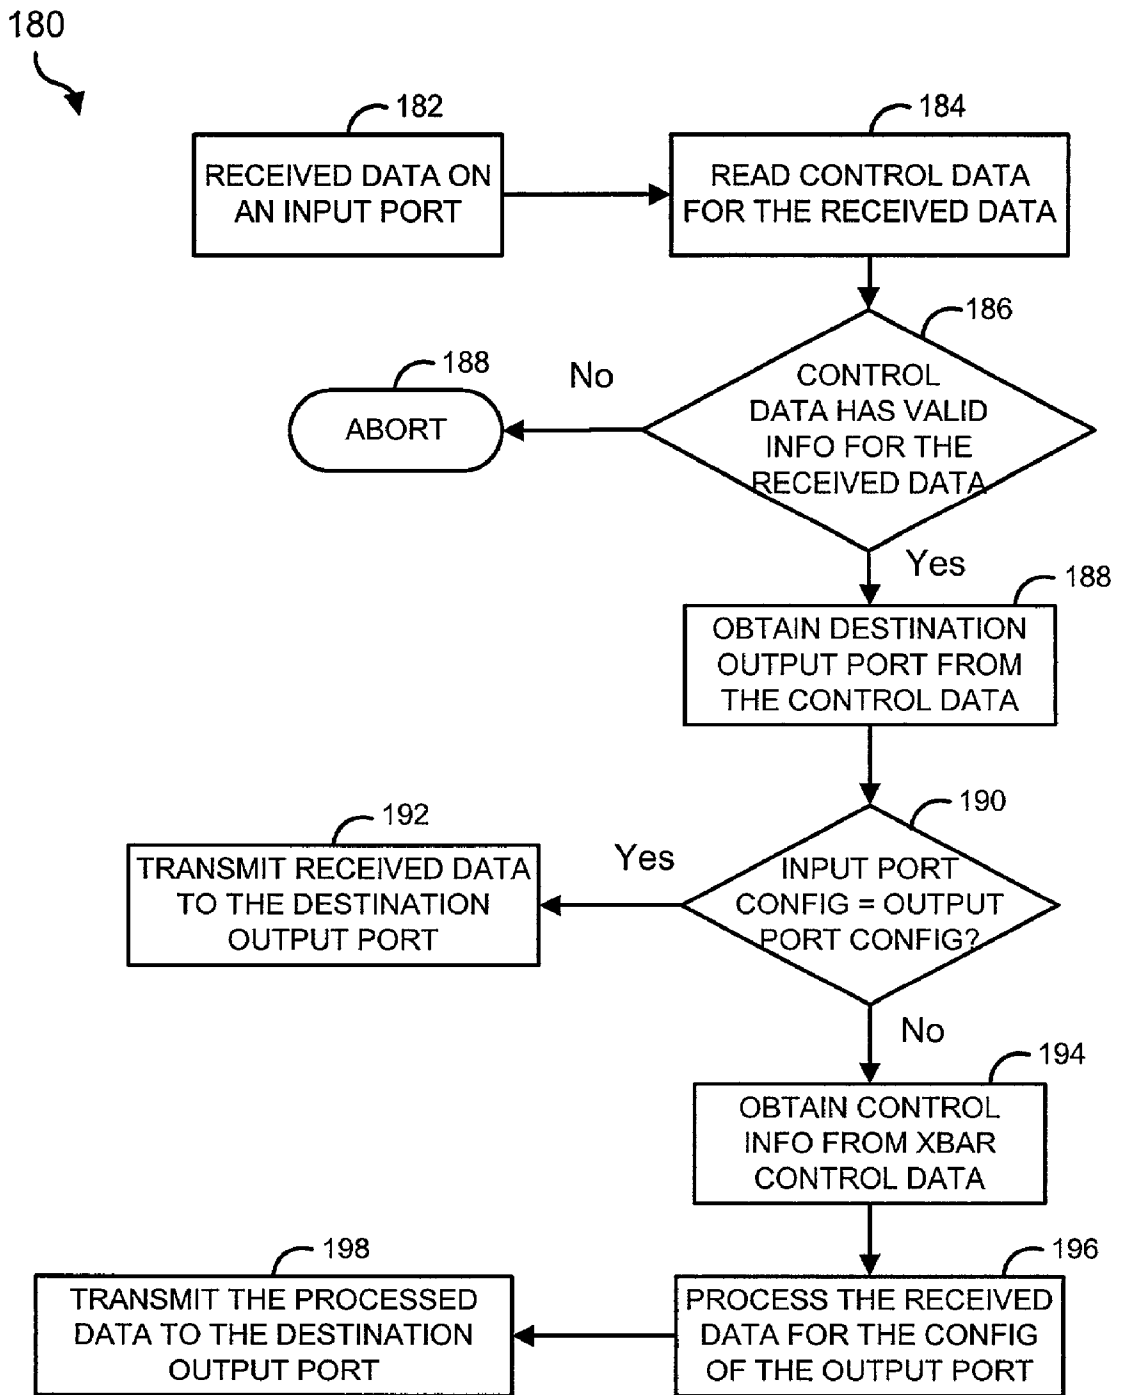 180
182
RECEIVED DATA ON
AN INPUT PORT
184
READ CONTROL DATA
FOR THE RECEIVED DATA
186
CONTROL
DATA HAS VALID
INFO FOR THE
RECEIVED DATA
No
188
ABORT
Yes
188
OBTAIN DESTINATION
OUTPUT PORT FROM
THE CONTROL DATA
190
INPUT PORT
CONFIG = OUTPUT
PORT CONFIG?
Yes
192
TRANSMIT RECEIVED DATA
TO THE DESTINATION
OUTPUT PORT
No
194
OBTAIN CONTROL
INFO FROM XBAR
CONTROL DATA
196
PROCESS THE RECEIVED
DATA FOR THE CONFIG
OF THE OUTPUT PORT
198
TRANSMIT THE PROCESSED
DATA TO THE DESTINATION
OUTPUT PORT